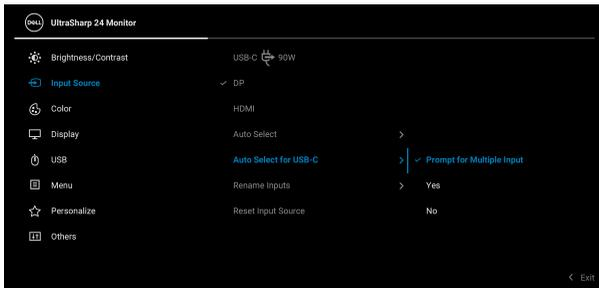 DELL UltraSharp 24 Monitor
Brightness/Contrast USB-C 90W
Input Source ✓ DP
Color HDMI
Display Auto Select >
USB Auto Select for USB-C > ✓ Prompt for Multiple Input
Menu Rename Inputs > Yes
Personalize Reset Input Source No
Others
< Exit